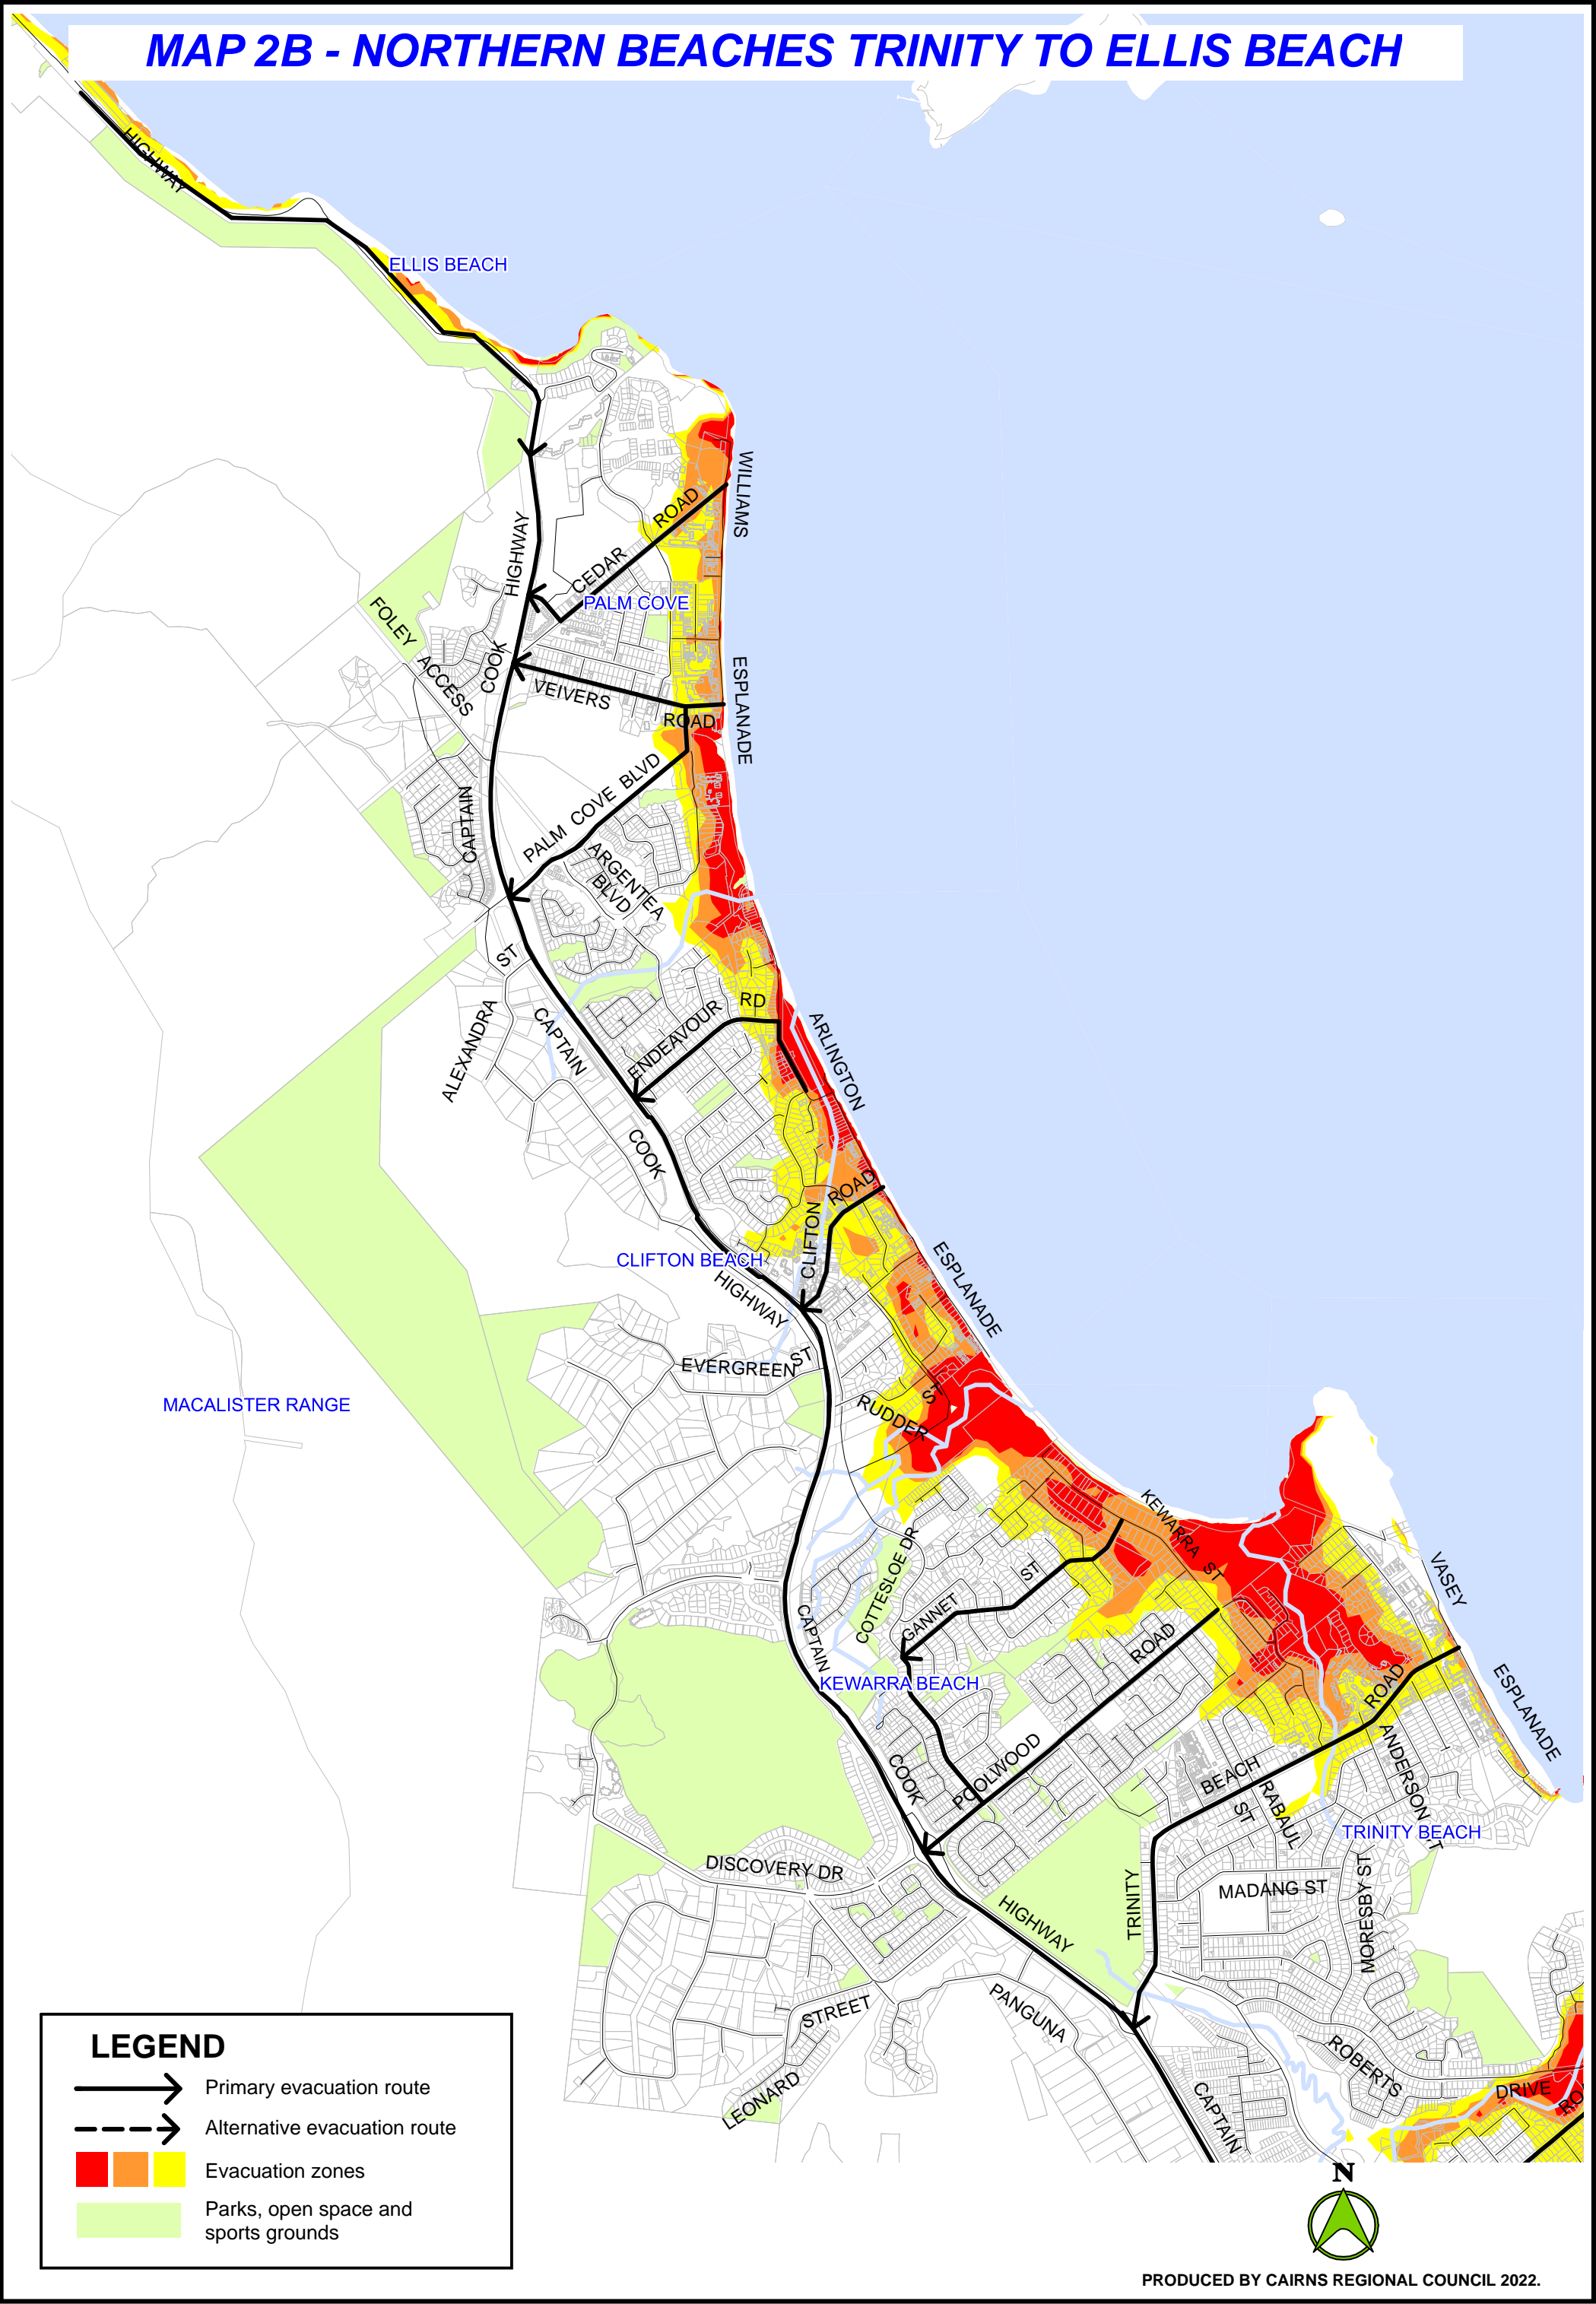 MAP 2B - NORTHERN BEACHES TRINITY TO ELLIS BEACH
HIGHWAY
ELLIS BEACH
WILLIAMS
ROAD
HIGHWAY
CEDAR
PALM COVE
FOLEY
ACCESS
COOK
ESPLANADE
VEIVERS
ROAD
PALM COVE BLVD
CAPTAIN
ARGENTEA
BLVD
ST
RD
ENDEAVOUR
ALEXANDRA
CAPTAIN
ARLINGTON
COOK
ROAD
CLIFTON
CLIFTON BEACH
ESPLANADE
HIGHWAY
EVERGREEN
ST
MACALISTER RANGE
ST
RUDDER
KEWARRA
ST
COTTESLOE DR
ST
GANNET
VASEY
CAPTAIN
ROAD
KEWARRA BEACH
ROAD
ESPLANADE
COOK
POOLWOOD
BEACH
ANDERSON
ST
RABAUL
TRINITY BEACH
DISCOVERY DR
MADANG ST
MORESBY ST
TRINITY
HIGHWAY
STREET
PANGUNA
LEONARD
ROBERTS
DRIVE
RO
CAPTAIN
LEGEND
Primary evacuation route
Alternative evacuation route
Evacuation zones
Parks, open space and
sports grounds
N
PRODUCED BY CAIRNS REGIONAL COUNCIL 2022.